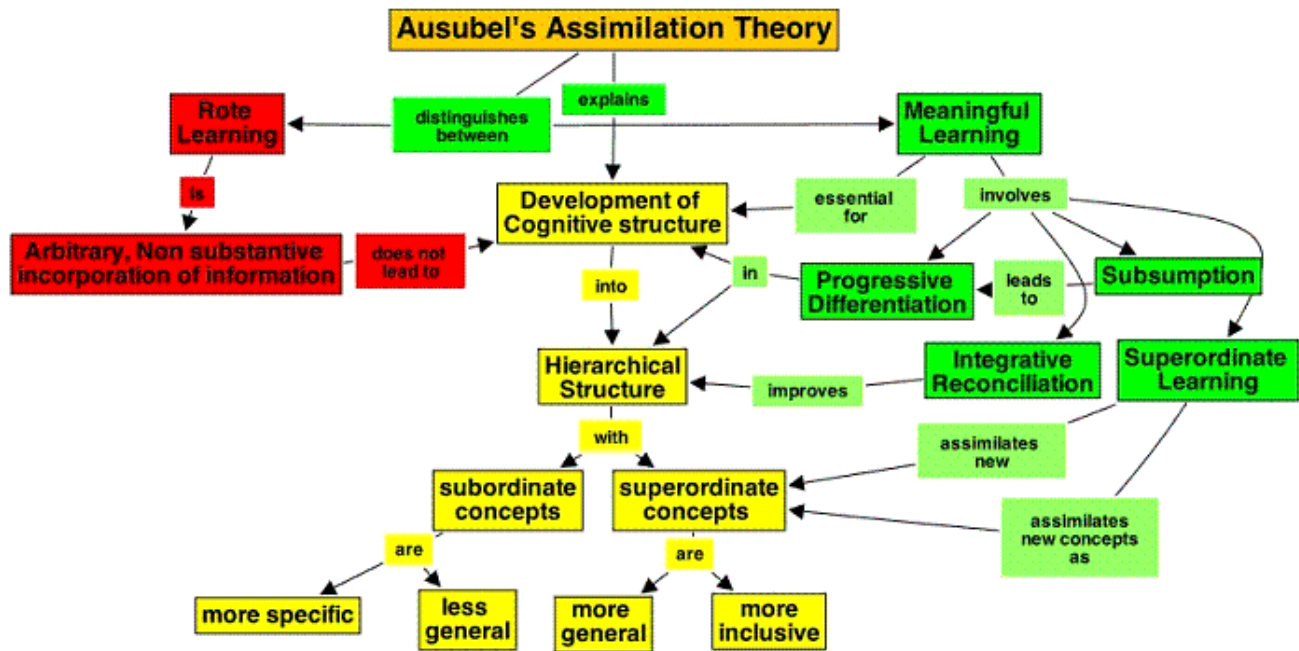 Ausubel's Assimilation Theory
explains
Rote
Learning
distinguishes
between
Meaningful
Learning
is
Development of
Cognitive structure
essential
for
involves
Arbitrary, Non substantive
incorporation of information
does not
lead to
into
in
Progressive
Differentiation
leads
to
Subsumption
Hierarchical
Structure
improves
Integrative
Reconciliation
Superordinate
Learning
with
assimilates
new
subordinate
concepts
superordinate
concepts
assimilates
new concepts
as
are
are
more specific
less
general
more
general
more
inclusive